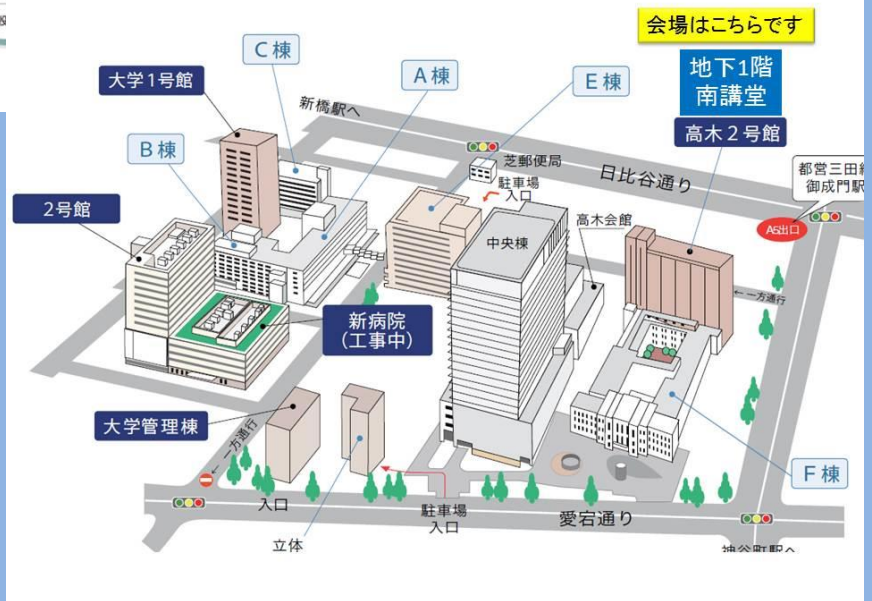 会場はこちらです
地下1階
南講堂
高木2号館
C棟
大学1号館
A棟
E棟
新橋駅へ
B棟
芝郵便局
日比谷通り
都営三田線
御成門駅
駐車場
入口
2号館
高木会館
A5出口
中央棟
←一方通行
新病院
(工事中)
大学管理棟
←一方通行
F棟
入口
駐車場
入口
愛宕通り
立体
神谷町駅へ